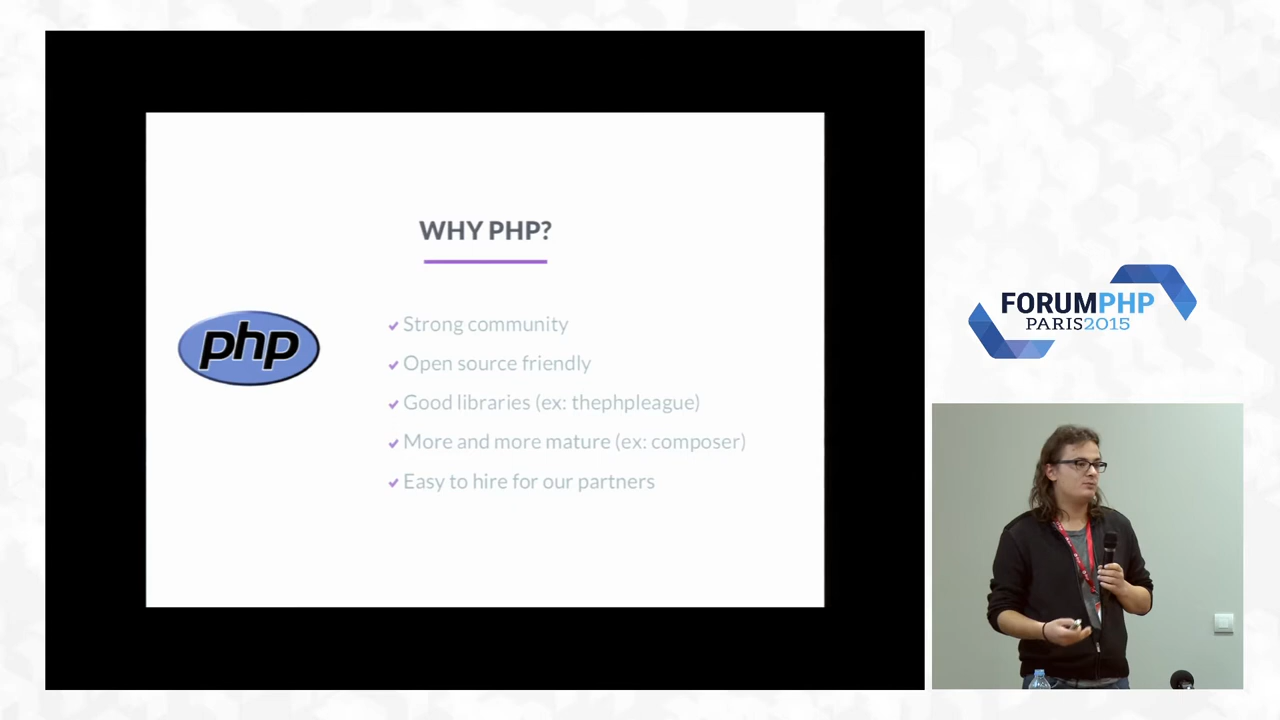 WHY PHP?
php
Strong community
Open source friendly
Good libraries (ex: thephpleague)
More and more mature (ex: composer)
Easy to hire for our partners
FORUMPHP
PARIS2015